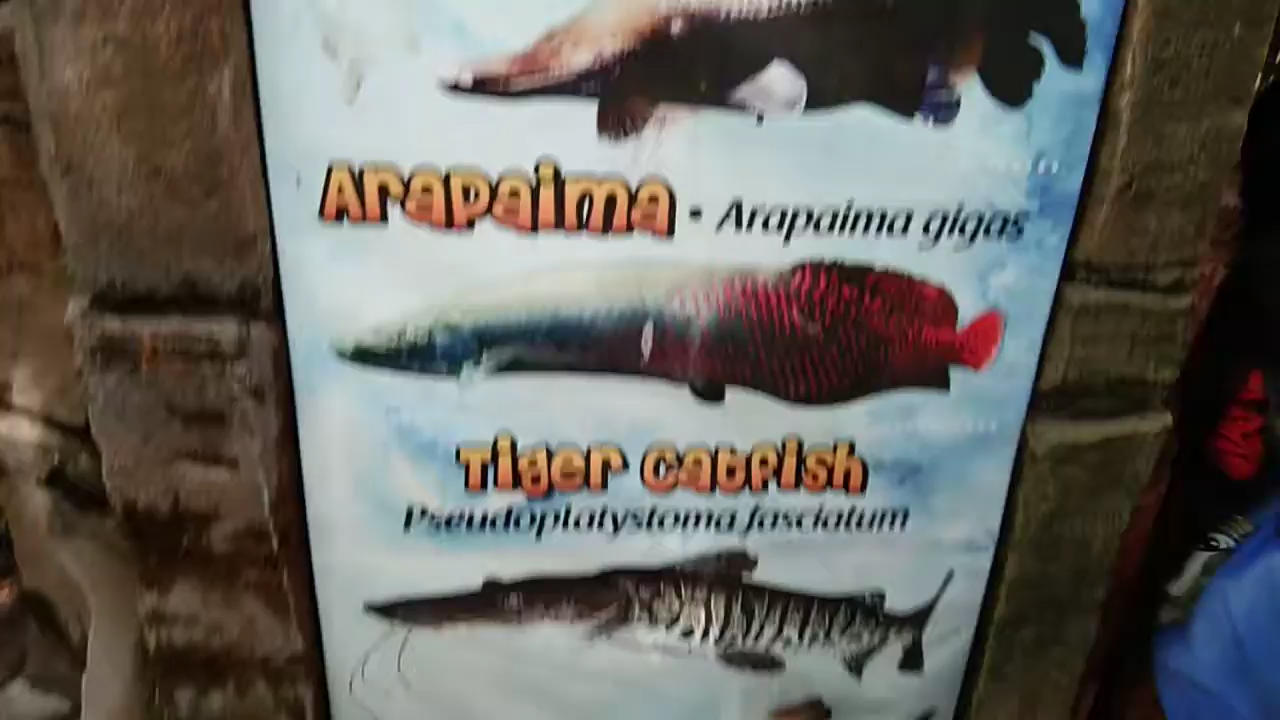 Arapaima - Arapaima gigas
Tiger Catfish
Pseudoplatystoma fasciatum